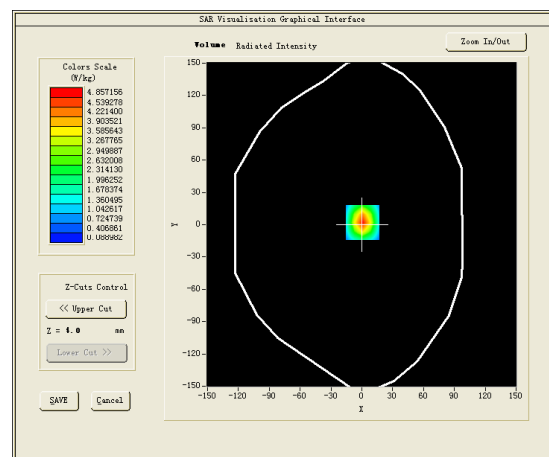 SAR Visualisation Graphical Interface
Volume Radiated Intensity
Zoom In/Out
Colors Scale
(W/kg)
4.857156
4.539278
4.221400
3.903521
3.585643
3.267765
2.949887
2.632008
2.314130
1.996252
1.678374
1.360495
1.042617
0.724739
0.406861
0.088982
Z-Cuts Control
<< Upper Cut
Z = 4.0 mm
Lower Cut >>
SAVE Cancel
150
120
90
60
30
0
-30
-60
-90
-120
-150
Y
-150 -120 -90 -60 -30 0 30 60 90 120 150
X